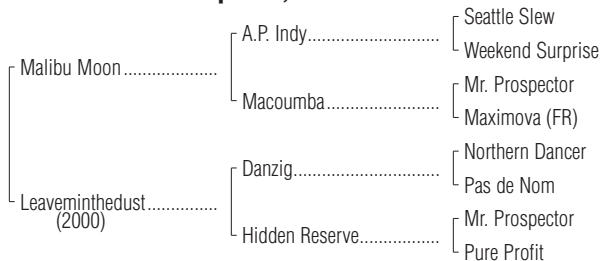 Seattle Slew
A.P. Indy
Weekend Surprise
Malibu Moon
Mr. Prospector
Macoumba
Maximova (FR)
Northern Dancer
Danzig
Pas de Nom
Leaveminthedust
(2000)
Mr. Prospector
Hidden Reserve
Pure Profit